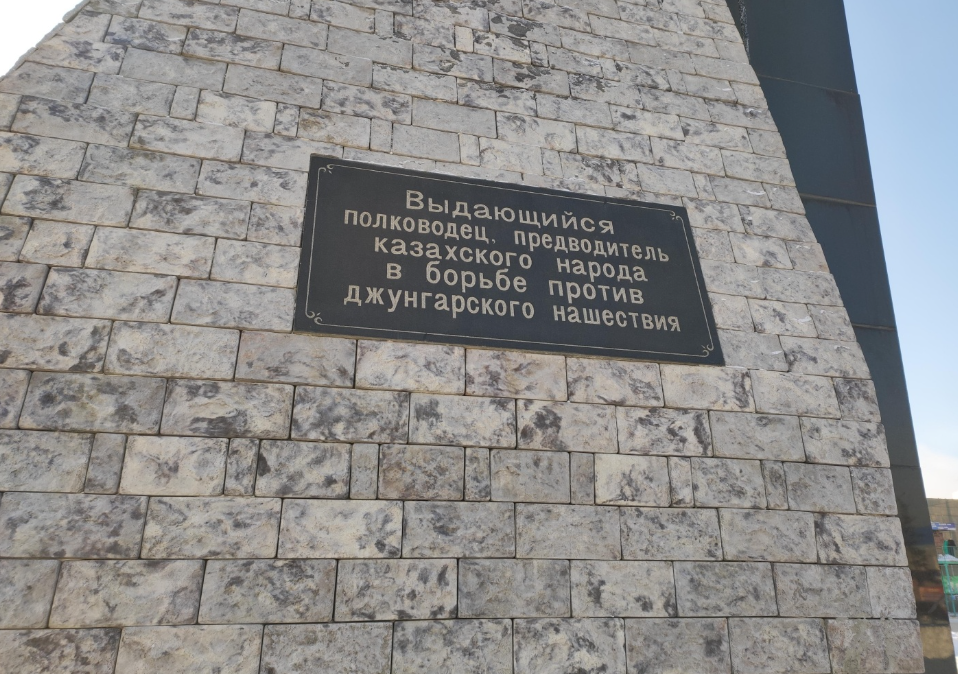 Выдающийся
полководец, предводитель
казахского народа
в борьбе против
джунгарского нашествия